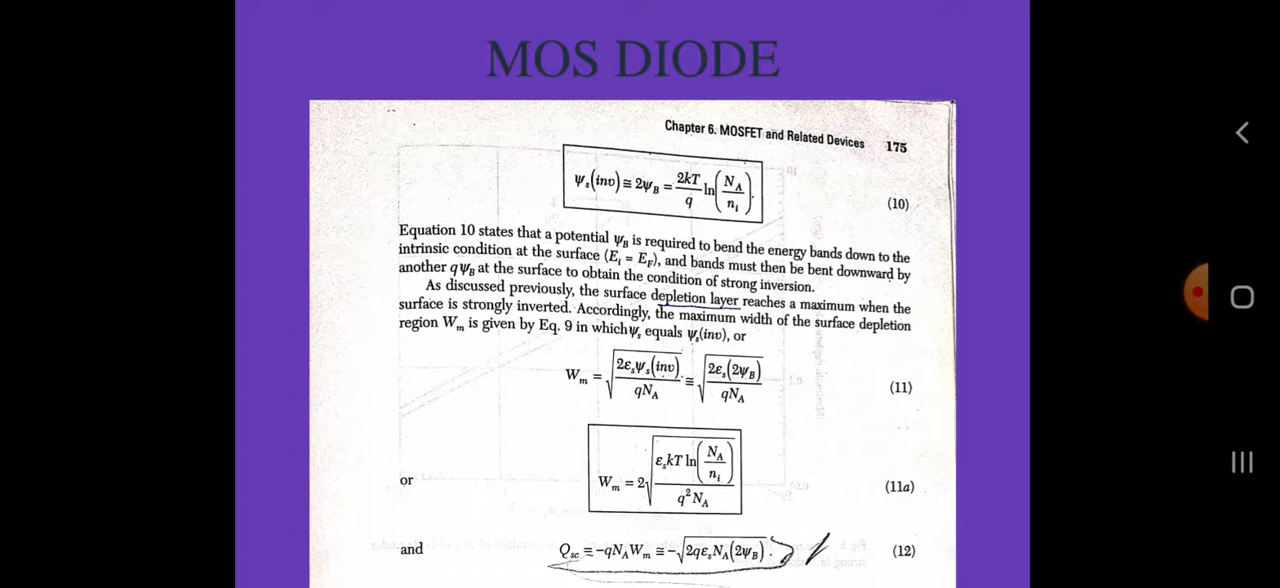 MOS DIODE
Chapter 6. MOSFET and Related Devices 175
ψs(inv) ≅ 2ψB = 2kT/q ln(NA/ni). (10)
Equation 10 states that a potential ψB is required to bend the energy bands down to the
intrinsic condition at the surface (Ei = EF), and bands must then be bent downward by
another qψB at the surface to obtain the condition of strong inversion.
As discussed previously, the surface depletion layer reaches a maximum when the
surface is strongly inverted. Accordingly, the maximum width of the surface depletion
region Wm is given by Eq. 9 in which ψs equals ψs(inv), or
Wm = √(2εsψs(inv)/qNA) ≅ √(2εs(2ψB)/qNA) (11)
or Wm = 2√(εskT ln(NA/ni)/q²NA) (11a)
and Qsc ≡ −qNAWm ≅ −√(2qεsNA(2ψB)). (12)